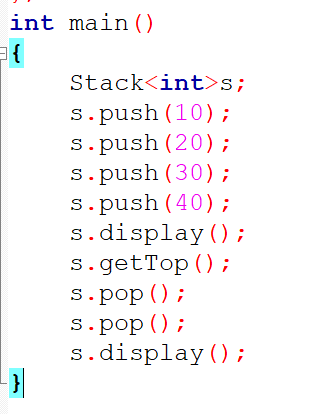 int main()
{
Stack<int>s;
s.push(10);
s.push(20);
s.push(30);
s.push(40);
s.display();
s.getTop();
s.pop();
s.pop();
s.display();
}